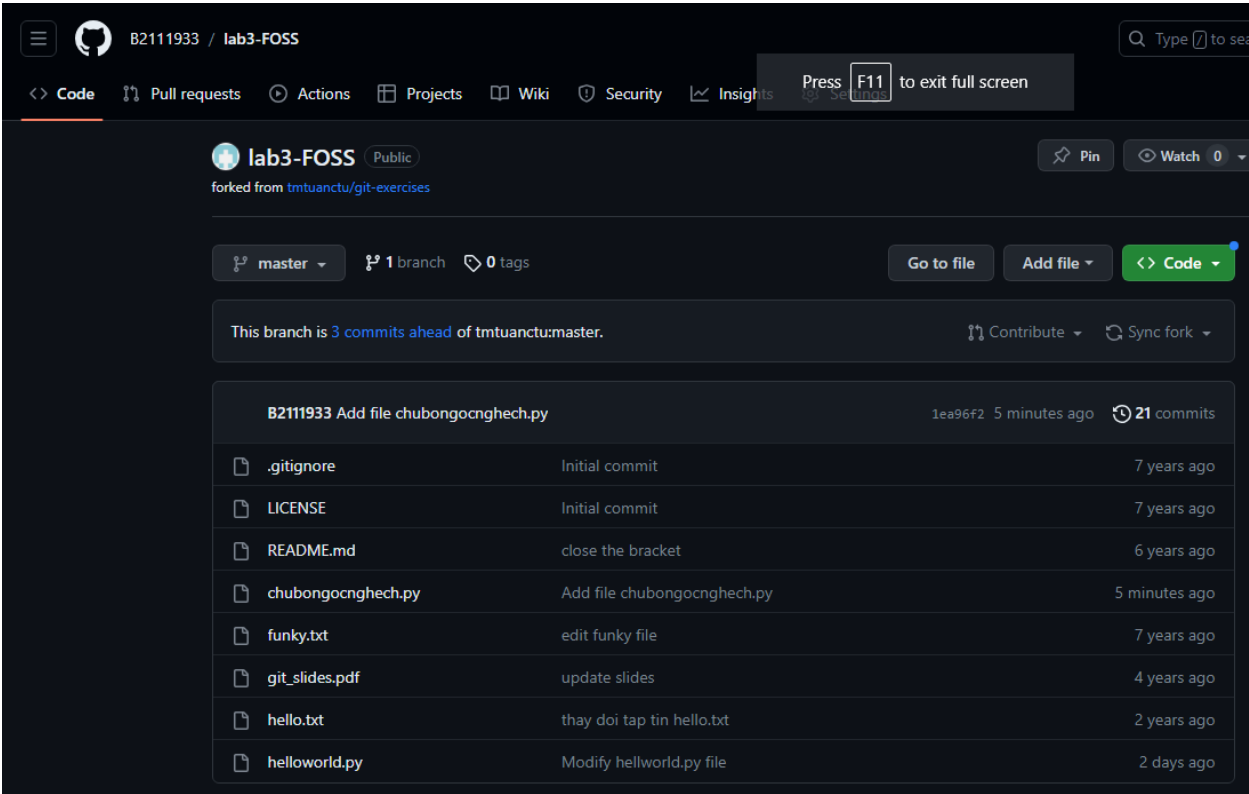 B2111933 / lab3-FOSS
Type / to sea
Code Pull requests Actions Projects Wiki Security Insights Settings
Press F11 to exit full screen
lab3-FOSS Public
Pin Watch 0
forked from tmtuanctu/git-exercises
master 1 branch 0 tags Go to file Add file Code
This branch is 3 commits ahead of tmtuanctu:master. Contribute Sync fork
B2111933 Add file chubongocnghech.py 1ea96f2 5 minutes ago 21 commits
.gitignore Initial commit 7 years ago
LICENSE Initial commit 7 years ago
README.md close the bracket 6 years ago
chubongocnghech.py Add file chubongocnghech.py 5 minutes ago
funky.txt edit funky file 7 years ago
git_slides.pdf update slides 4 years ago
hello.txt thay doi tap tin hello.txt 2 years ago
helloworld.py Modify hellworld.py file 2 days ago